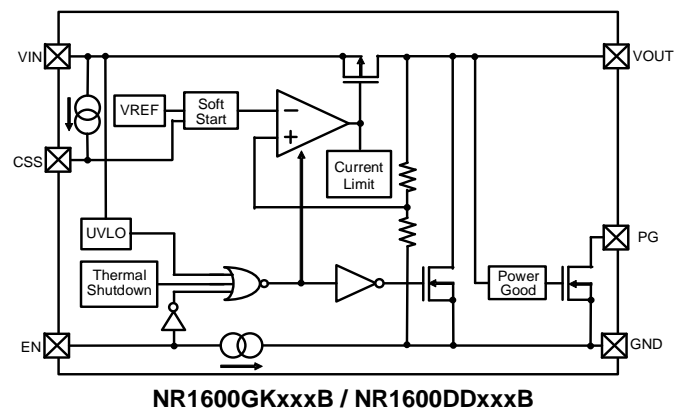 VIN
VOUT
VREF
Soft
Start
−
+
Current
Limit
CSS
UVLO
PG
Thermal
Shutdown
Power
Good
EN
GND
NR1600GKxxxB / NR1600DDxxxB